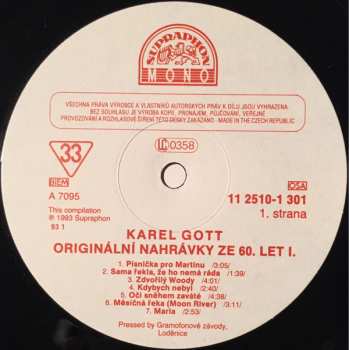 SUPRAPHON
MONO
VŠECHNA PRÁVA VÝROBCE A VLASTNÍKŮ AUTORSKÝCH PRÁV K DÍLU JSOU VYHRAZENA.
BEZ SOUHLASU JE VÝROBA KOPIÍ, PRONÁJEM, PŮJČOVÁNÍ, VEŘEJNÉ
PROVOZOVÁNÍ A ROZHLASOVÉ ŠÍŘENÍ TÉTO DESKY ZAKÁZÁNO - MADE IN THE CZECH REPUBLIC
33
LC 0358
BIEM
OSA
A 7095
11 2510-1 301
This compilation
℗ 1993 Supraphon
1. strana
93 1
KAREL GOTT
ORIGINÁLNÍ NAHRÁVKY ZE 60. LET I.
1. Písnička pro Martinu /3:05/
2. Sama řekla, že ho nemá ráda /1:39/
3. Zdvořilý Woody /2:24/
4. Kdybych nebyl /2:40/
5. Oči sněhem zaváté /2:38/
6. Měsíčná řeka (Moon River) /3:11/
7. Maria /2:53/
Pressed by Gramofonové závody,
Loděnice